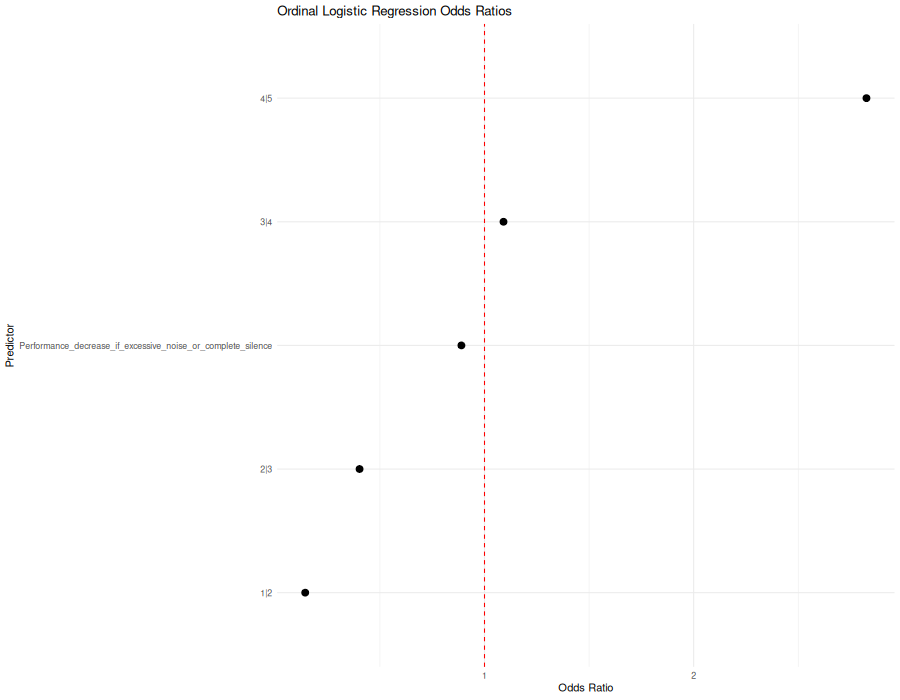 Ordinal Logistic Regression Odds Ratios
4|5
3|4
Predictor
Performance_decrease_if_excessive_noise_or_complete_silence
2|3
1|2
1
2
Odds Ratio